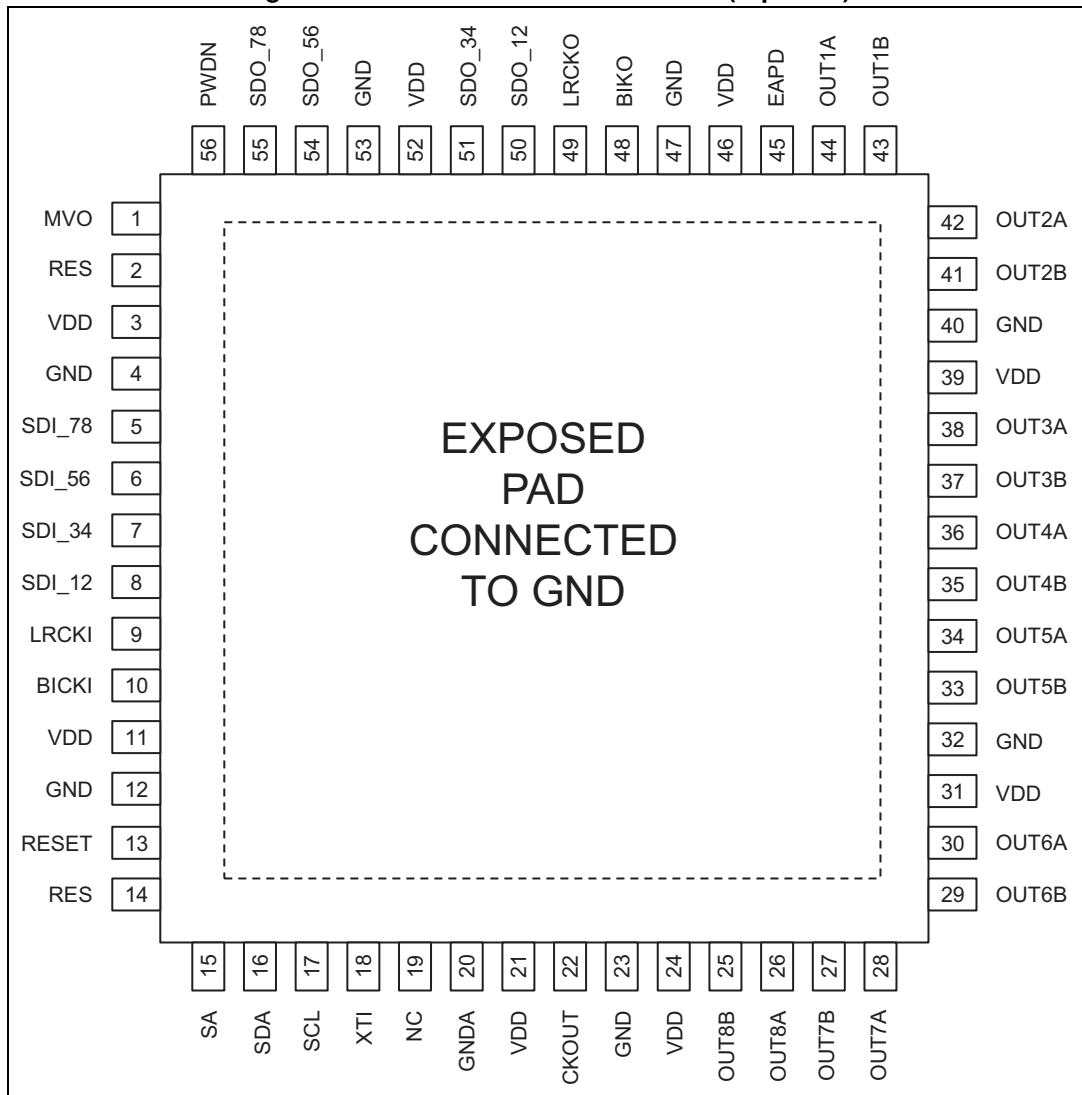 PWDN
SDO_78
SDO_56
GND
VDD
SDO_34
SDO_12
LRCKO
BIKO
GND
VDD
EAPD
OUT1A
OUT1B
56
55
54
53
52
51
50
49
48
47
46
45
44
43
MVO 1
RES 2
VDD 3
GND 4
SDI_78 5
SDI_56 6
SDI_34 7
SDI_12 8
LRCKI 9
BICKI 10
VDD 11
GND 12
RESET 13
RES 14
EXPOSED
PAD
CONNECTED
TO GND
42 OUT2A
41 OUT2B
40 GND
39 VDD
38 OUT3A
37 OUT3B
36 OUT4A
35 OUT4B
34 OUT5A
33 OUT5B
32 GND
31 VDD
30 OUT6A
29 OUT6B
15
16
17
18
19
20
21
22
23
24
25
26
27
28
SA
SDA
SCL
XTI
NC
GNDA
VDD
CKOUT
GND
VDD
OUT8B
OUT8A
OUT7B
OUT7A